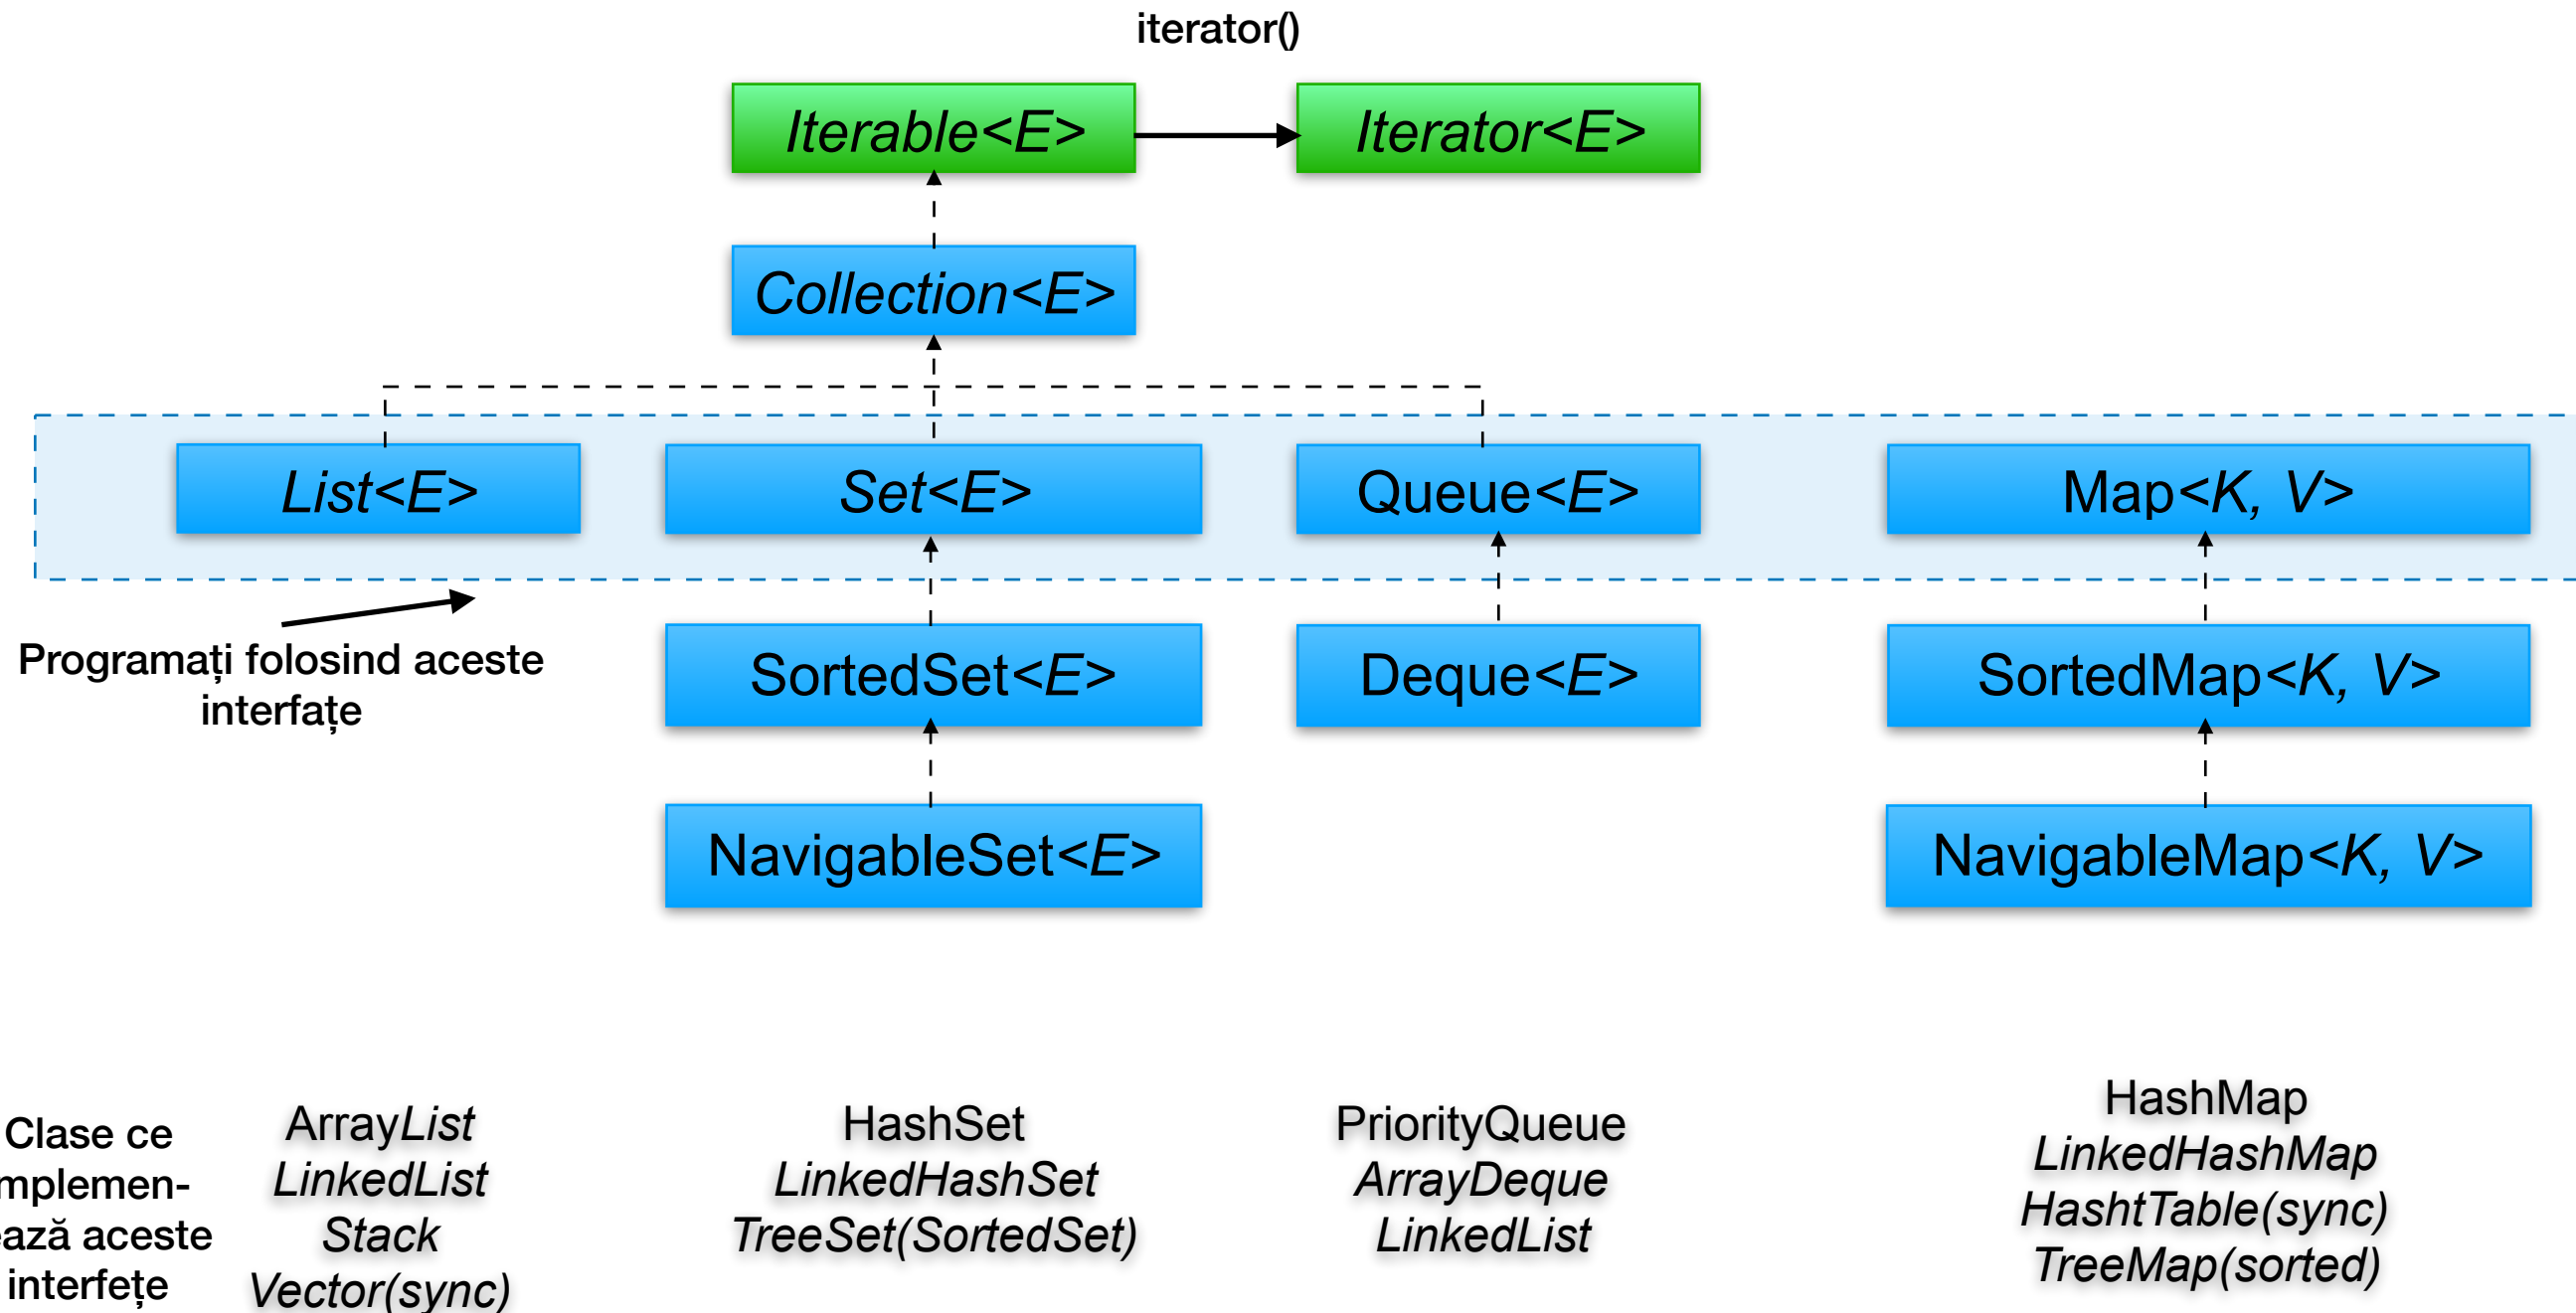 iterator()
Iterable<E>
Iterator<E>
Collection<E>
List<E>
Set<E>
Queue<E>
Map<K, V>
Programați folosind aceste
interfațe
SortedSet<E>
Deque<E>
SortedMap<K, V>
NavigableSet<E>
NavigableMap<K, V>
Clase ce
mplemen-
ează aceste
interfețe
ArrayList
LinkedList
Stack
Vector(sync)
HashSet
LinkedHashSet
TreeSet(SortedSet)
PriorityQueue
ArrayDeque
LinkedList
HashMap
LinkedHashMap
HashtTable(sync)
TreeMap(sorted)